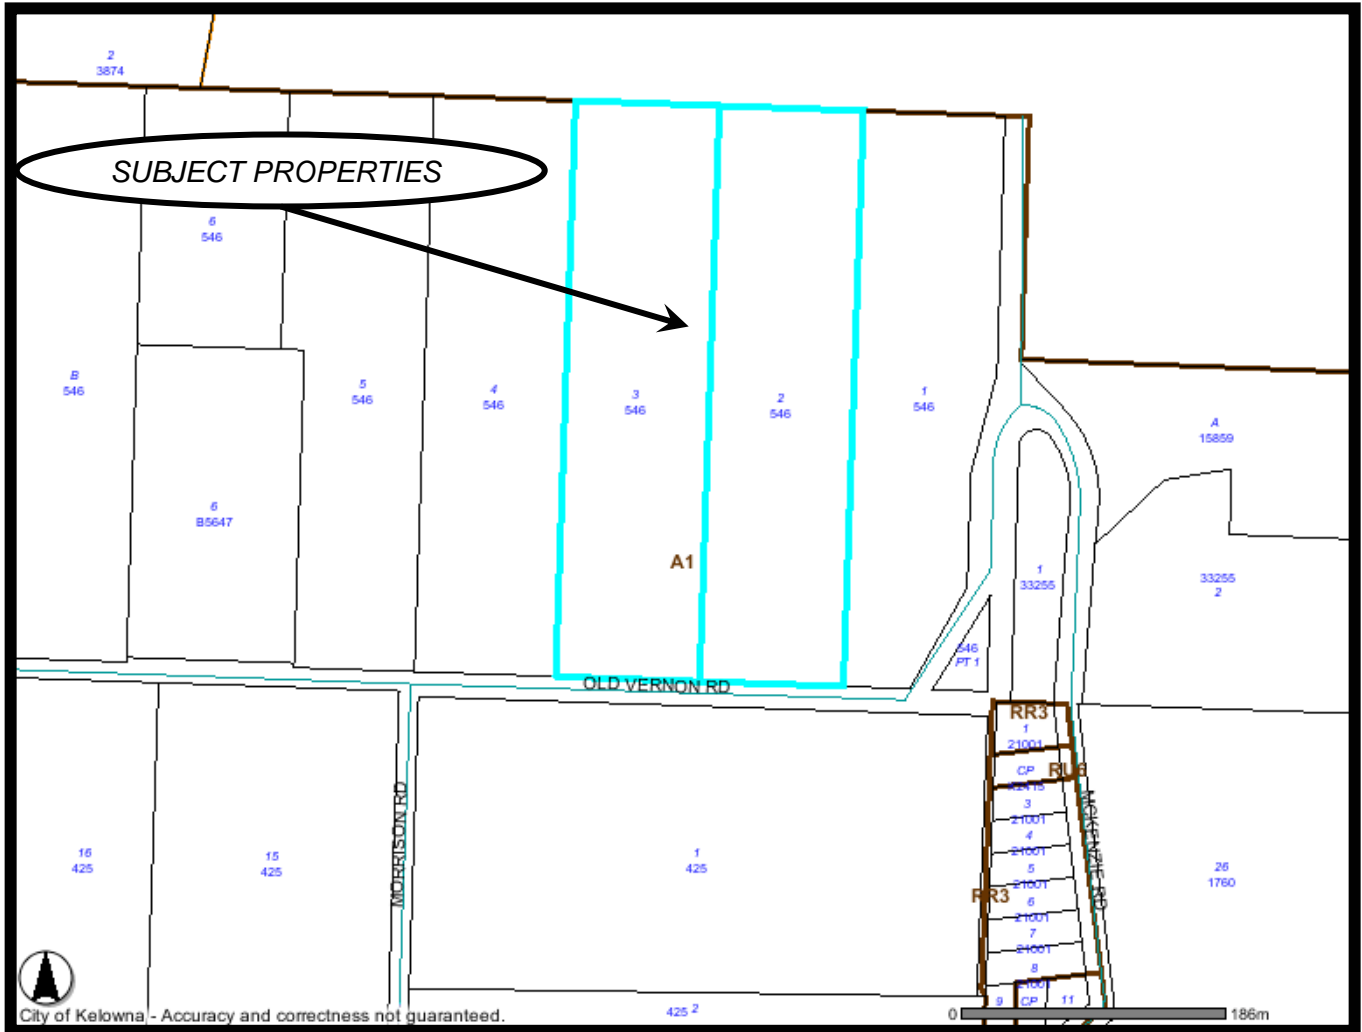 2
3874
SUBJECT PROPERTIES
6
546
B
546
5
546
4
546
3
546
2
546
1
546
A
15859
6
B5647
A1
1
33255
33255
2
546
PT 1
OLD VERNON RD
RR3
1
21001
CP
RU6
K2415
3
21001
4
21001
5
21001
RR3
6
21001
7
21001
8
21001
9
CP
11
MORRISON RD
MCKENZIE RD
16
425
15
425
1
425
26
1760
425 2
City of Kelowna - Accuracy and correctness not guaranteed.
0
186m